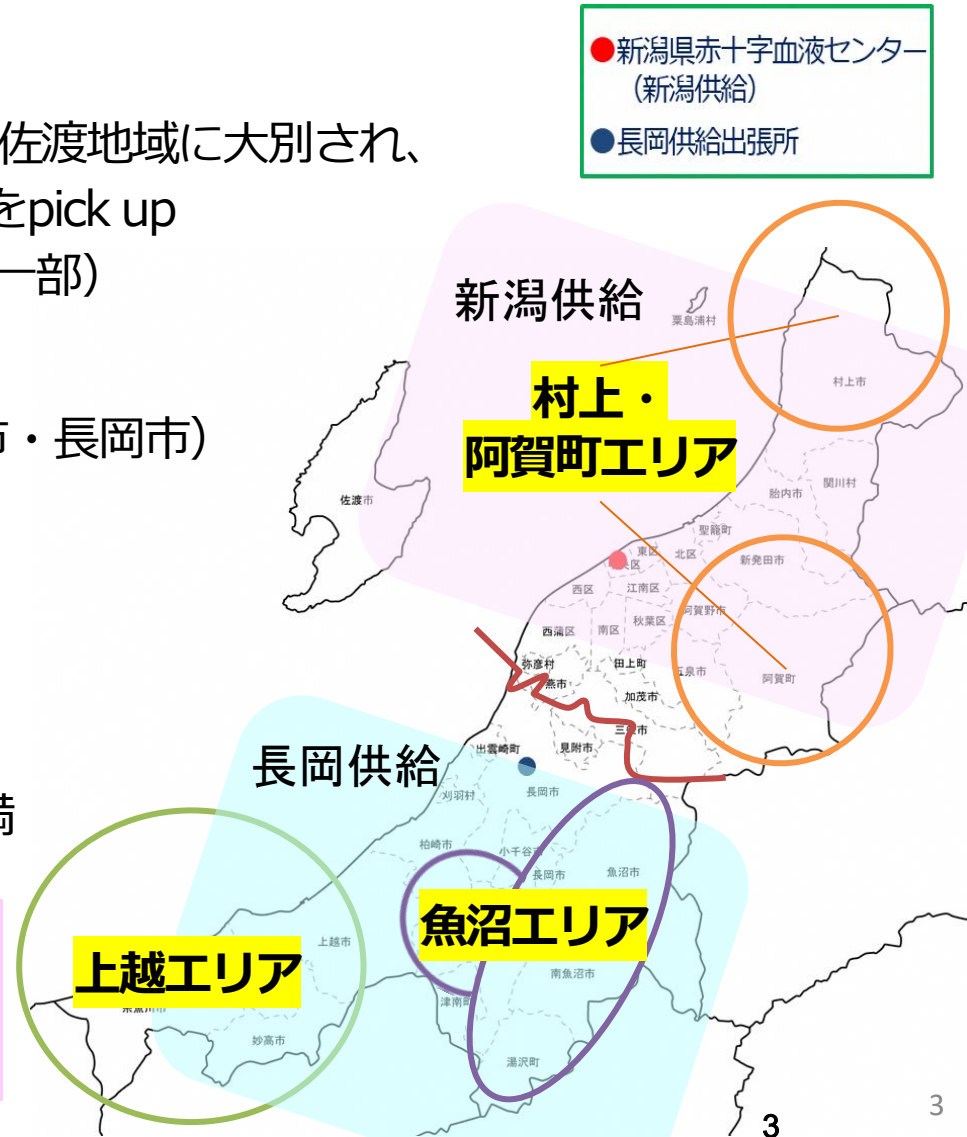 ●新潟県赤十字血液センター
（新潟供給）
●長岡供給出張所
佐渡地域に大別され、
をpick up
一部）
市・長岡市）
満
新潟供給
粟島浦村
村上・
阿賀町エリア
村上市
関川村
胎内市
佐渡市
聖籠町
東区
北区
区
新発田市
西区
江南区
阿賀野市
秋葉区
西蒲区
南区
弥彦村
田上町
五泉市
阿賀町
燕市
加茂市
三条市
出雲崎町
見附市
長岡供給
刈羽村
長岡市
柏崎市
小千谷市
長岡市
魚沼市
魚沼エリア
上越市
上越エリア
南魚沼市
津南町
糸魚川市
妙高市
湯沢町
3
3